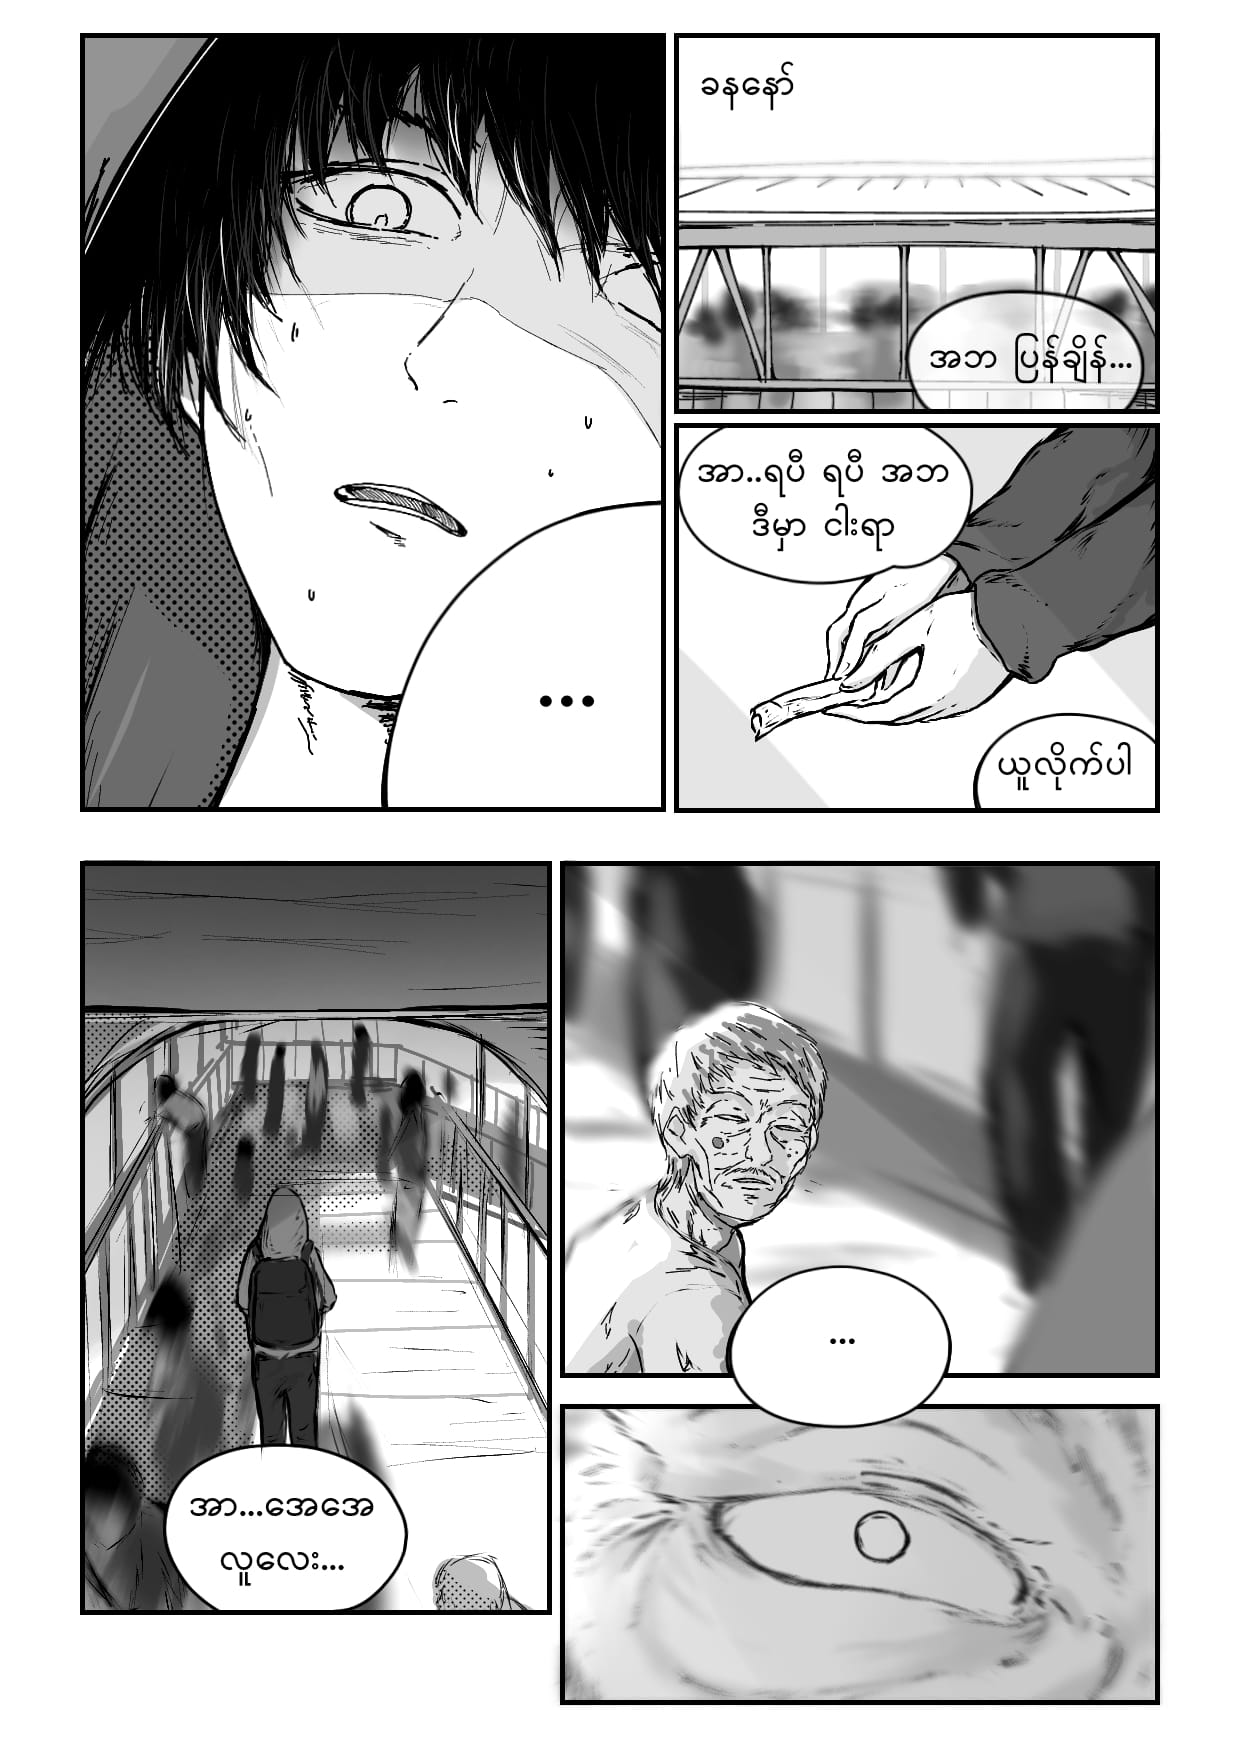 ခနနော်
အဘ ပြန်ချိန်...
အာ..ရပီ ရပီ အဘ
ဒီမှာ ငါးရာ
ယူလိုက်ပါ
...
...
အာ...အေအေ
လူလေး...